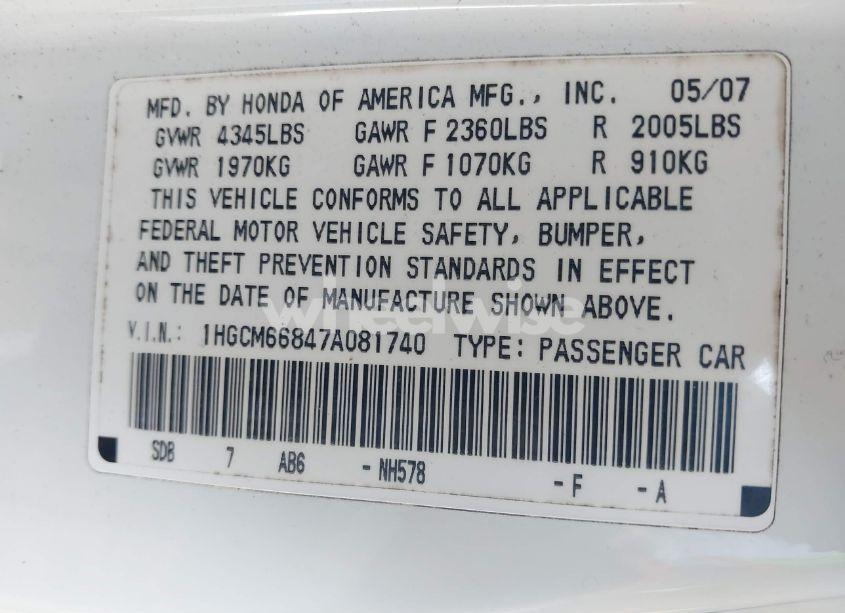 MFD. BY HONDA OF AMERICA MFG., INC. 05/07
GVWR 4345LBS GAWR F 2360LBS R 2005LBS
GVWR 1970KG GAWR F 1070KG R 910KG
THIS VEHICLE CONFORMS TO ALL APPLICABLE
FEDERAL MOTOR VEHICLE SAFETY, BUMPER,
AND THEFT PREVENTION STANDARDS IN EFFECT
ON THE DATE OF MANUFACTURE SHOWN ABOVE.
wheelwise
V.I.N.: 1HGCM66847A081740 TYPE: PASSENGER CAR
SDB 7 AB6 -NH578 -F -A